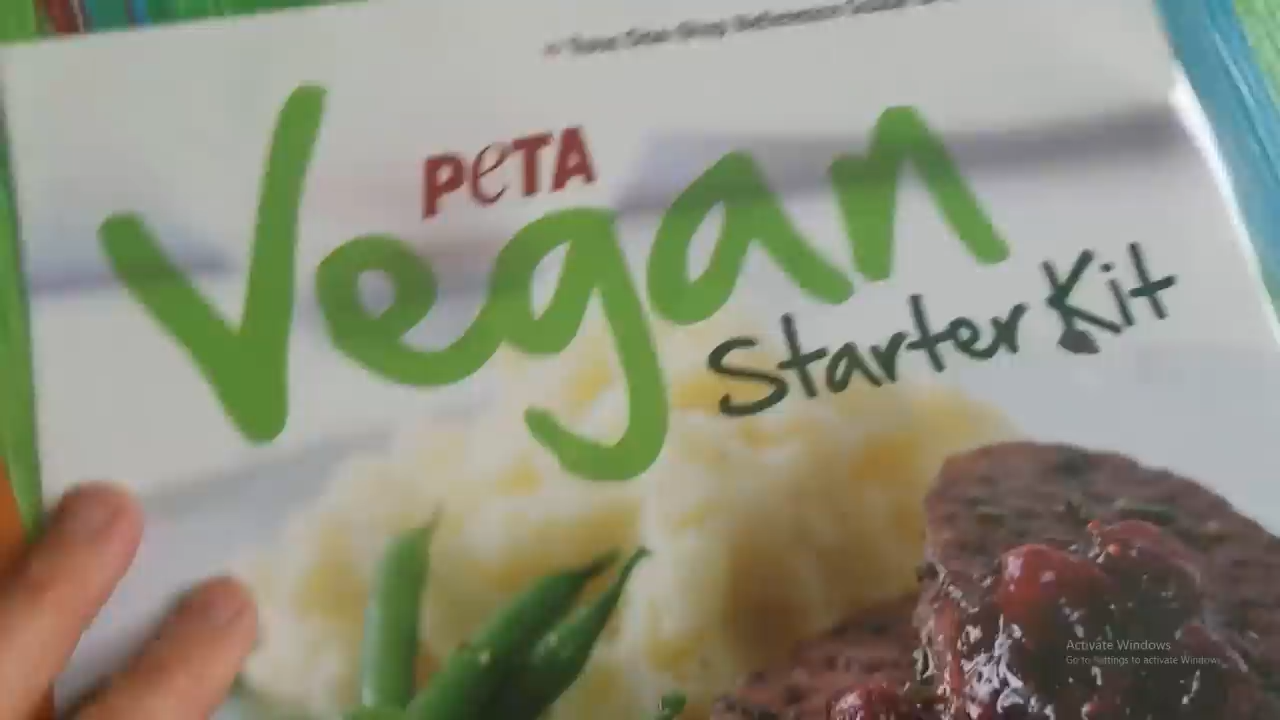 PETA
Vegan
Starter Kit
Activate Windows
Go to Settings to activate Windows.